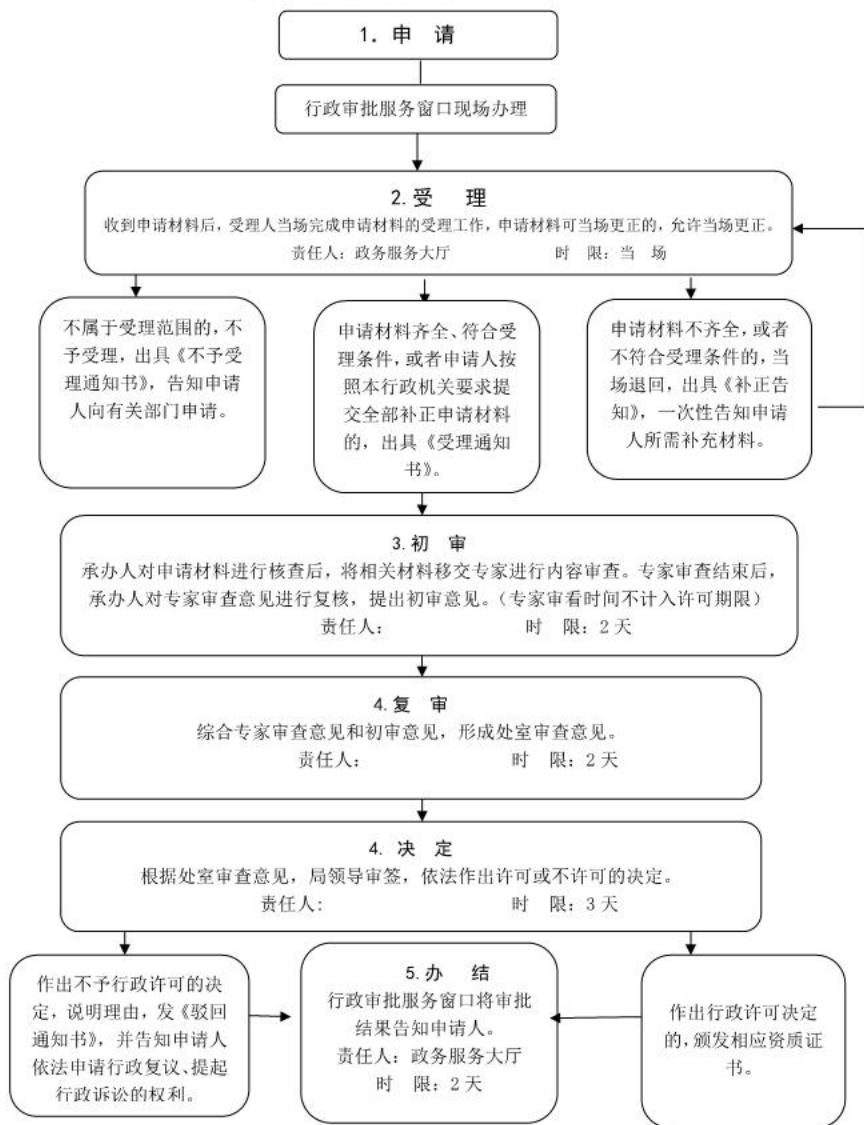 1. 申 请
行政审批服务窗口现场办理
2. 受 理
收到申请材料后，受理人当场完成申请材料的受理工作，申请材料可当场更正的，允许当场更正。
责任人：政务服务大厅 时 限：当 场
不属于受理范围的，不
予受理，出具《不予受
理通知书》，告知申请
人向有关部门申请。
申请材料齐全、符合受
理条件，或者申请人按
照本行政机关要求提
交全部补正申请材料
的，出具《受理通知
书》。
申请材料不齐全，或者
不符合受理条件的，当
场退回，出具《补正告
知》，一次性告知申请
人所需补充材料。
3. 初 审
承办人对申请材料进行核查后，将相关材料移交专家进行内容审查。专家审查结束后，
承办人对专家审查意见进行复核，提出初审意见。（专家审看时间不计入许可期限）
责任人： 时 限：2 天
4. 复 审
综合专家审查意见和初审意见，形成处室审查意见。
责任人： 时 限：2 天
4. 决 定
根据处室审查意见，局领导审签，依法作出许可或不许可的决定。
责任人： 时 限：3 天
作出不予行政许可的决
定，说明理由，发《驳回
通知书》，并告知申请人
依法申请行政复议、提起
行政诉讼的权利。
5. 办 结
行政审批服务窗口将审批
结果告知申请人。
责任人：政务服务大厅
时 限：2 天
作出行政许可决定
的，颁发相应资质证
书。